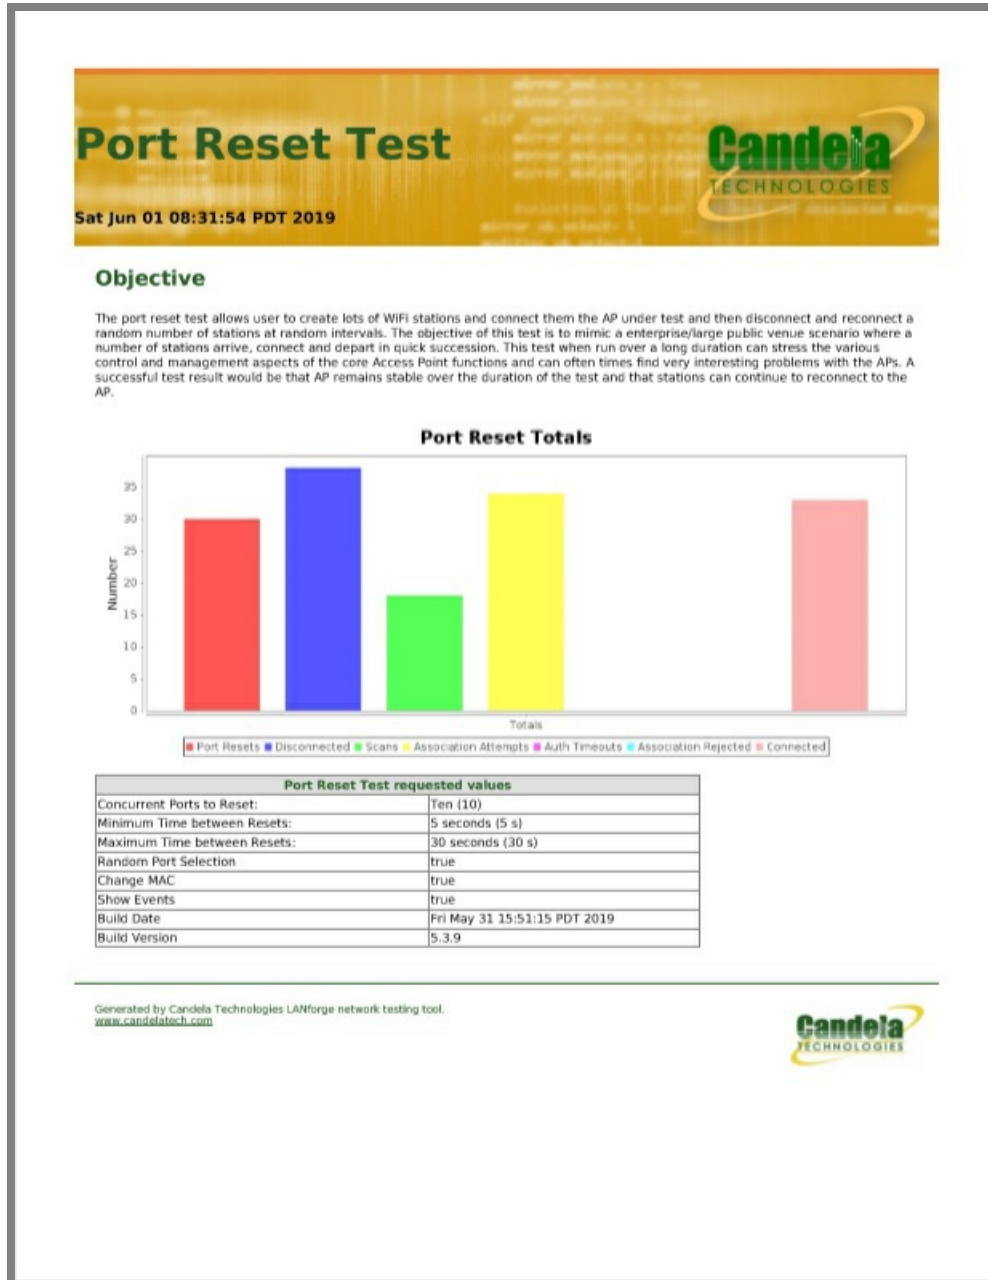 Port Reset Test
Candela
TECHNOLOGIES
Sat Jun 01 08:31:54 PDT 2019
Objective
The port reset test allows user to create lots of WiFi stations and connect them the AP under test and then disconnect and reconnect a
random number of stations at random intervals. The objective of this test is to mimic a enterprise/large public venue scenario where a
number of stations arrive, connect and depart in quick succession. This test when run over a long duration can stress the various
control and management aspects of the core Access Point functions and can often times find very interesting problems with the APs. A
successful test result would be that AP remains stable over the duration of the test and that stations can continue to reconnect to the
AP.
Port Reset Totals
35
30
25
20
15
10
5
0
Number
Totals
Port Resets Disconnected Scans Association Attempts Auth Timeouts Association Rejected Connected
Port Reset Test requested values
Concurrent Ports to Reset: Ten (10)
Minimum Time between Resets: 5 seconds (5 s)
Maximum Time between Resets: 30 seconds (30 s)
Random Port Selection true
Change MAC true
Show Events true
Build Date Fri May 31 15:51:15 PDT 2019
Build Version 5.3.9
Generated by Candela Technologies LANforge network testing tool.
www.candelatech.com
Candela
TECHNOLOGIES